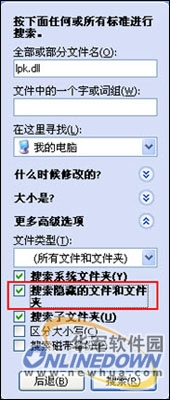 按下面任何或所有标准进行
搜索。
全部或部分文件名(O):
lpk.dll
文件中的一个字或词组(W):
在这里寻找(L):
我的电脑
什么时候修改的?
大小是?
更多高级选项
文件类型(T):
(所有文件和文件夹)
搜索系统文件夹(Y)
搜索隐藏的文件和文件
夹
搜索子文件夹(U)
区分大小写(C)
华军软件园
ONLINEDOWN
www.newhua.com
后退(B)
搜索(R)